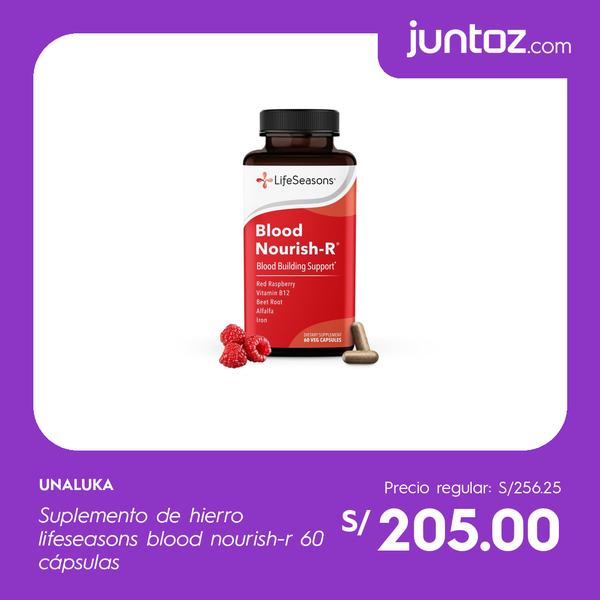 juntoz.com
LifeSeasons®
Blood
Nourish-R®
Blood Building Support*
Red Raspberry
Vitamin B12
Beet Root
Alfalfa
Iron
DIETARY SUPPLEMENT
60 VEG CAPSULES
UNALUKA
Suplemento de hierro
lifeseasons blood nourish-r 60
cápsulas
Precio regular: S/256.25
S/ 205.00